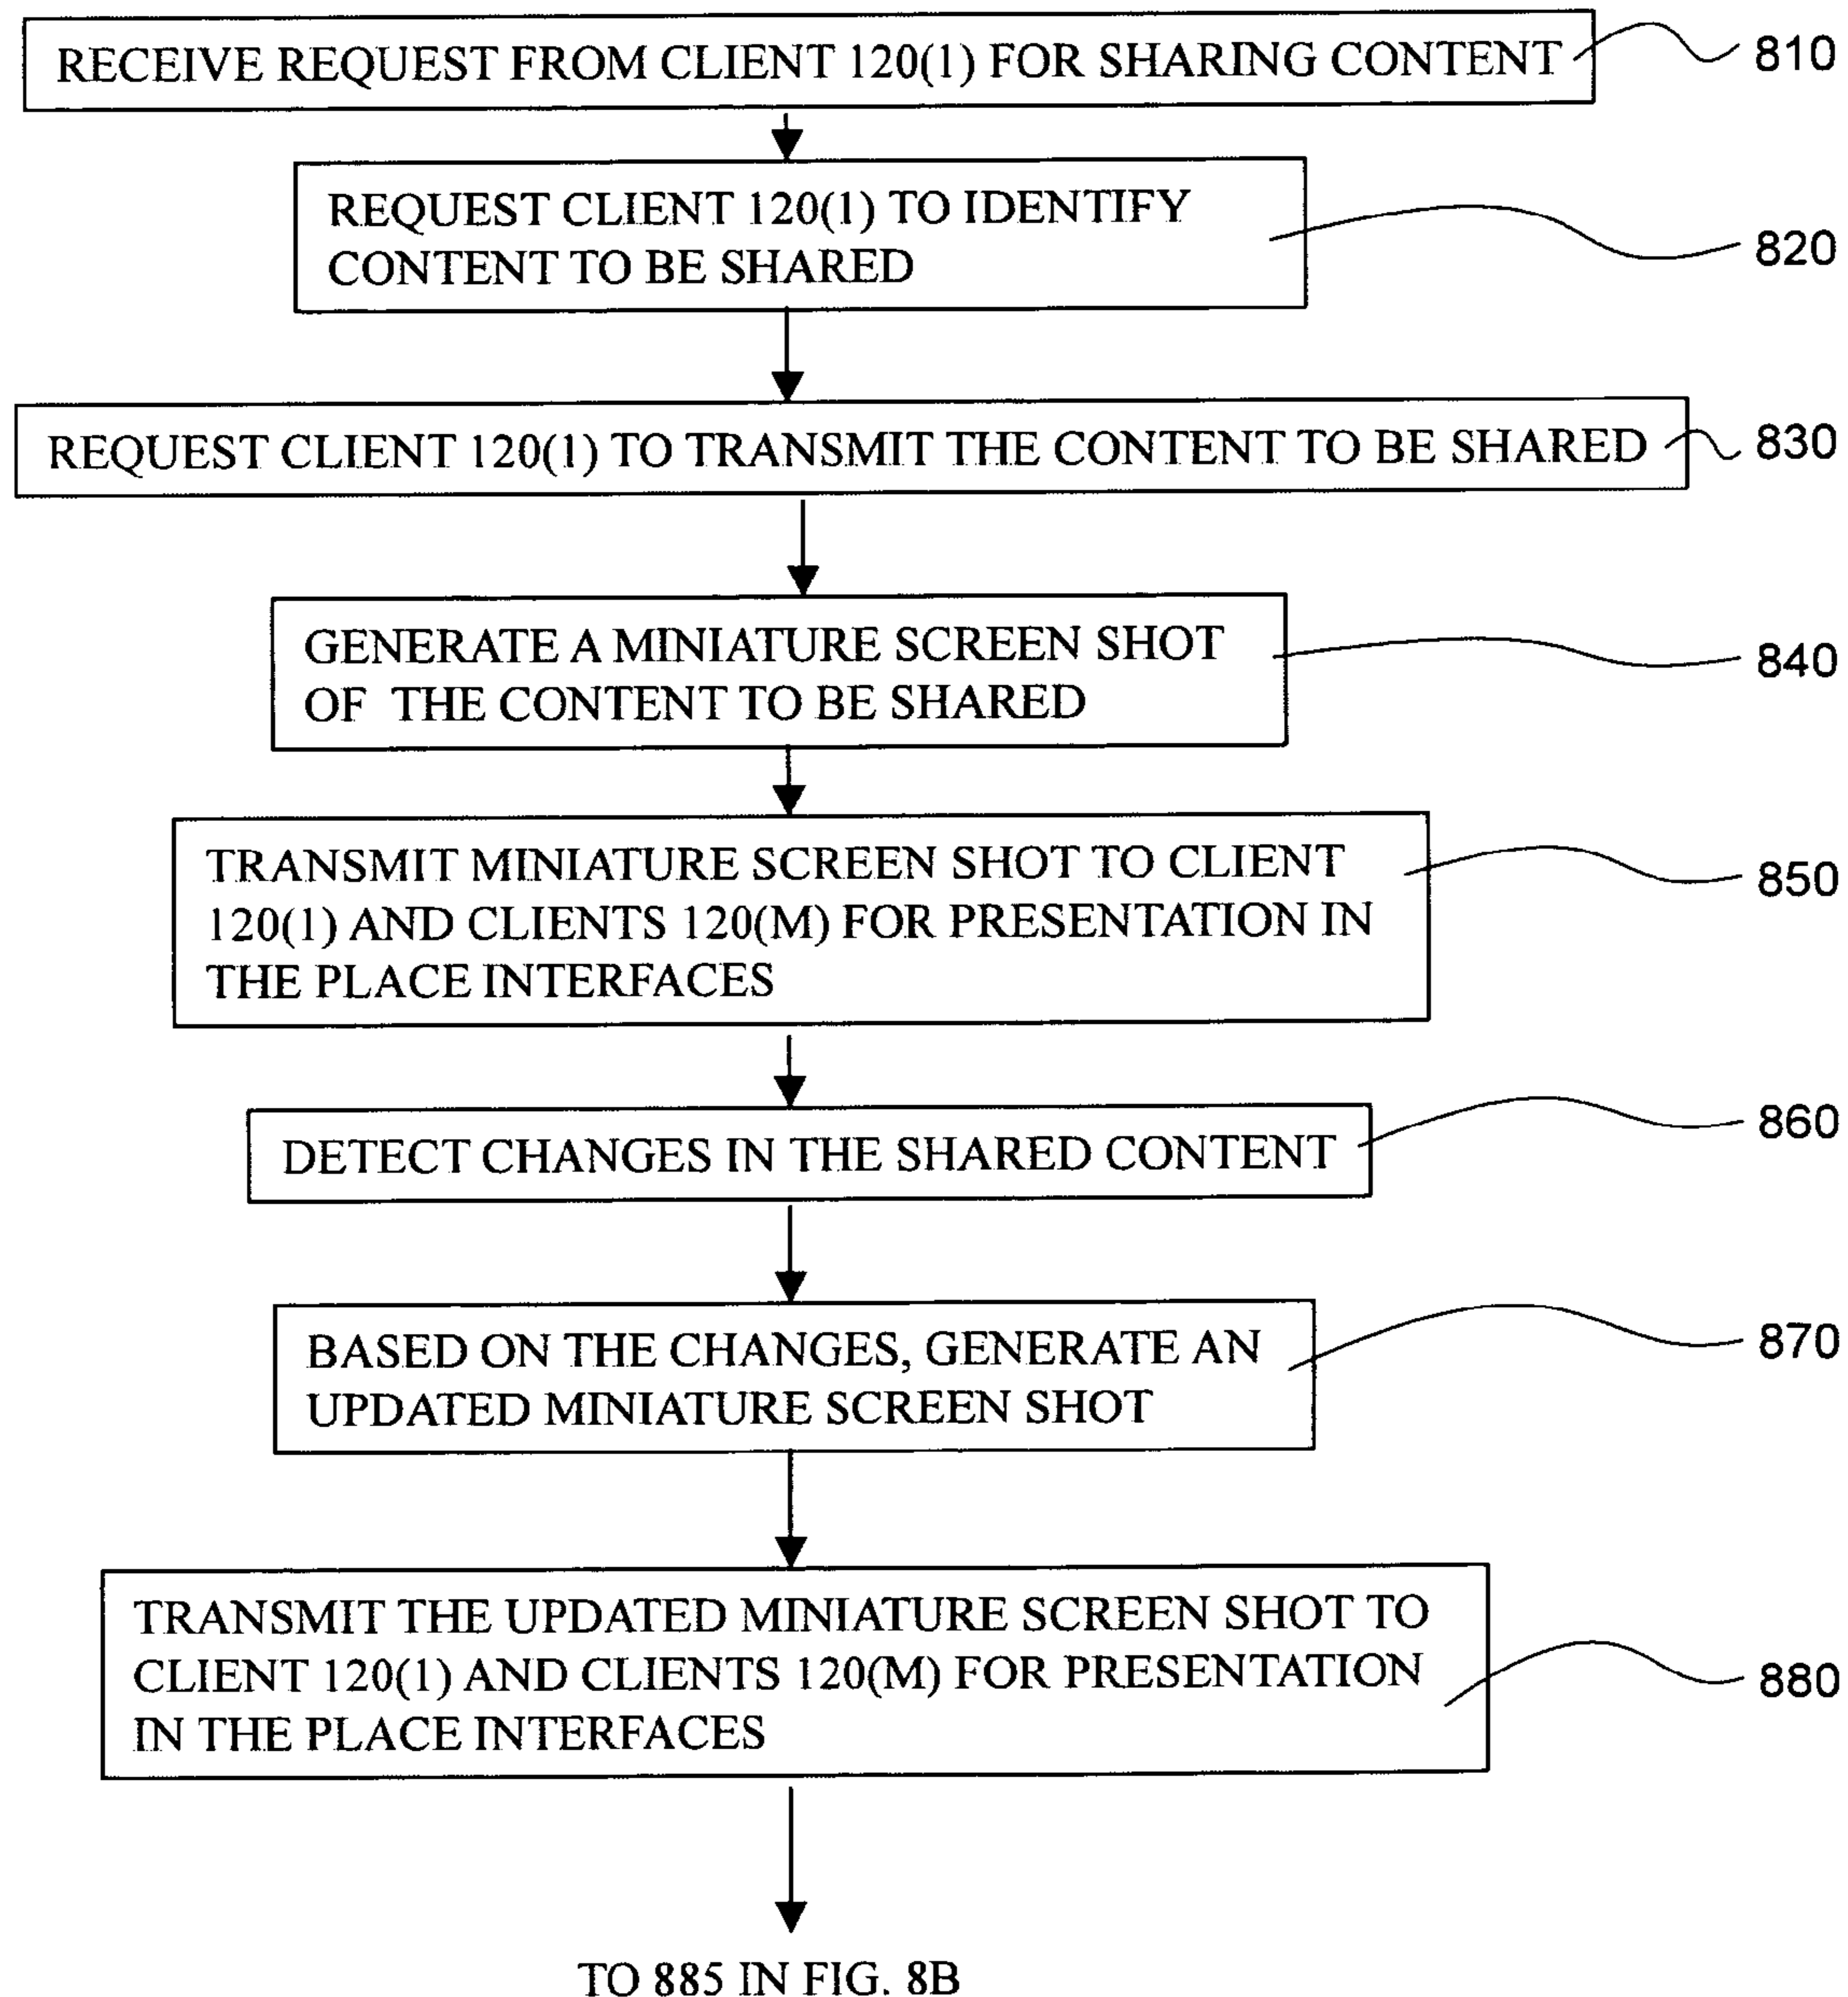 RECEIVE REQUEST FROM CLIENT 120(1) FOR SHARING CONTENT
810
REQUEST CLIENT 120(1) TO IDENTIFY
CONTENT TO BE SHARED
820
REQUEST CLIENT 120(1) TO TRANSMIT THE CONTENT TO BE SHARED
830
GENERATE A MINIATURE SCREEN SHOT
OF THE CONTENT TO BE SHARED
840
TRANSMIT MINIATURE SCREEN SHOT TO CLIENT
120(1) AND CLIENTS 120(M) FOR PRESENTATION IN
THE PLACE INTERFACES
850
DETECT CHANGES IN THE SHARED CONTENT
860
BASED ON THE CHANGES, GENERATE AN
UPDATED MINIATURE SCREEN SHOT
870
TRANSMIT THE UPDATED MINIATURE SCREEN SHOT TO
CLIENT 120(1) AND CLIENTS 120(M) FOR PRESENTATION
IN THE PLACE INTERFACES
880
TO 885 IN FIG. 8B